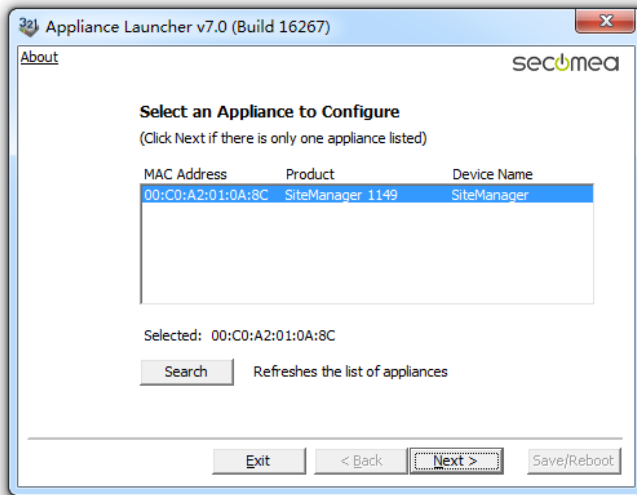 Appliance Launcher v7.0 (Build 16267)
About
secomea
Select an Appliance to Configure
(Click Next if there is only one appliance listed)
MAC Address Product Device Name
00:C0:A2:01:0A:8C SiteManager 1149 SiteManager
Selected: 00:C0:A2:01:0A:8C
Search Refreshes the list of appliances
Exit < Back Next > Save/Reboot